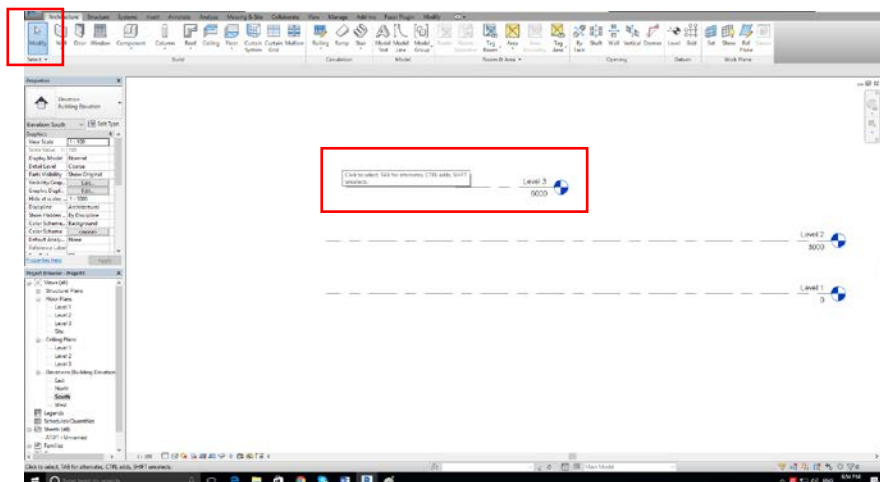 Architecture Structure Systems Insert Annotate Analyze Massing & Site Collaborate View Manage Add-Ins Modify
Modify Wall Door Window Component Column Roof Ceiling Floor Curtain System Curtain Grid Mullion Railing Ramp Stair Model Text Model Line Model Group Room Tag Room Area Tag Area By Face Shaft Wall Vertical Dormer Level Grid Set Show Ref Plane
Select Build Circulation Model Room & Area Opening Datum Work Plane
Properties
Elevation
Building Elevation
Elevation: South Edit Type
Graphics
View Scale 1 : 100
Display Model Normal
Detail Level Coarse
Parts Visibility Show Original
Visibility/Grap... Edit...
Graphic Displ... Edit...
Hide at scales ... 1 : 5000
Discipline Architectural
Show Hidden ... By Discipline
Color Scheme... Background
Color Scheme <none>
Default Analy... None
Reference Label
Properties help Apply
Click to select, TAB for alternates, CTRL adds, SHIFT
unselects.
Level 3
Level 2
Level 1
0
Project Browser - Project1
Views (all)
Structural Plans
Floor Plans
Level 1
Level 2
Level 3
Site
Ceiling Plans
Level 1
Level 2
Level 3
Elevations (Building Elevation
East
North
South
West
Legends
Schedules/Quantities
Sheets (all)
Families
1 : 100
Click to select, TAB for alternates, CTRL adds, SHIFT unselects.
Main Model